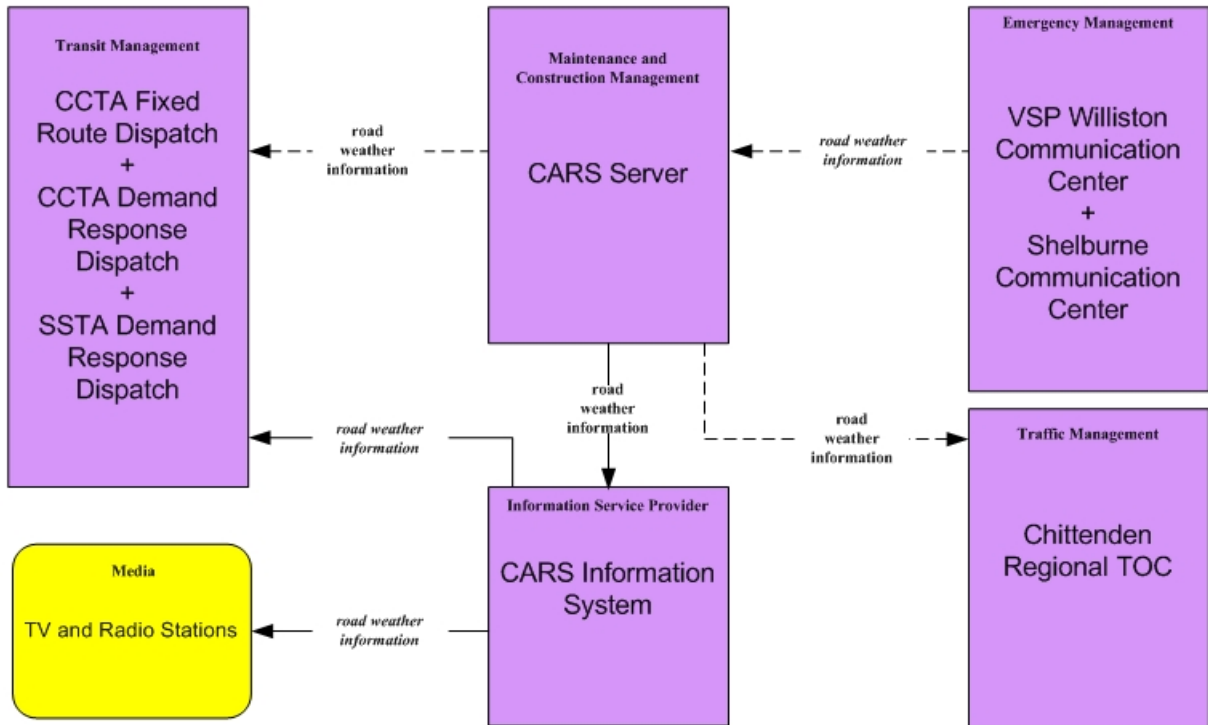 Transit Management
CCTA Fixed
Route Dispatch
+
CCTA Demand
Response
Dispatch
+
SSTA Demand
Response
Dispatch
road
weather
information
Maintenance and
Construction Management
CARS Server
road weather
information
Emergency Management
VSP Williston
Communication
Center
+
Shelburne
Communication
Center
road
weather
information
road
weather
information
road weather
information
Traffic Management
Chittenden
Regional TOC
Information Service Provider
CARS Information
System
Media
TV and Radio Stations
road weather
information